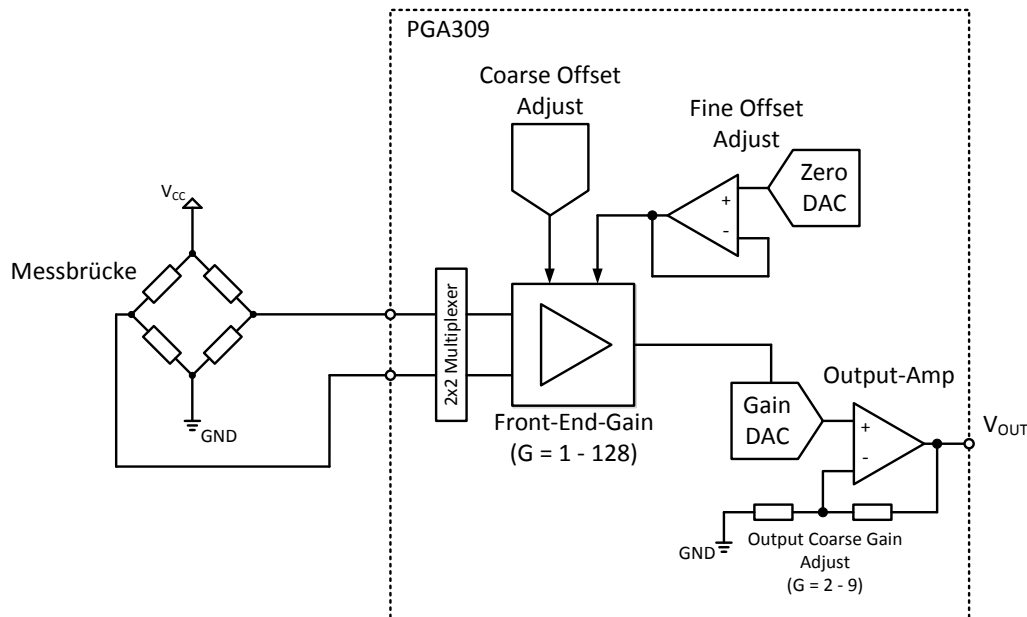 PGA309
Coarse Offset
Adjust
Fine Offset
Adjust
Zero
DAC
+
-
VCC
Messbrücke
GND
2x2 Multiplexer
Front-End-Gain
(G = 1 - 128)
Gain
DAC
Output-Amp
+
-
VOUT
GND
Output Coarse Gain
Adjust
(G = 2 - 9)